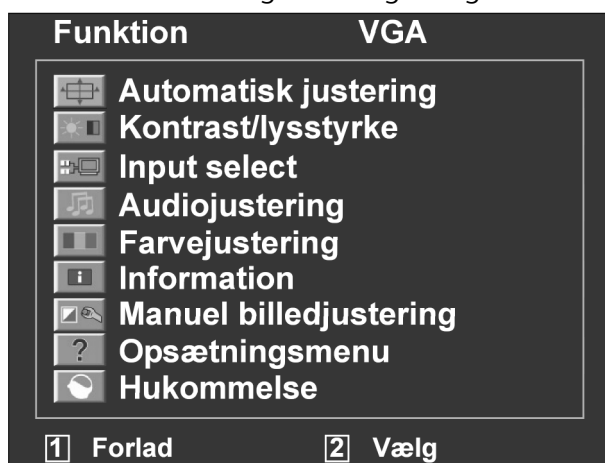 Funktion VGA
Automatisk justering
Kontrast/lysstyrke
Input select
Audiojustering
Farvejustering
Information
Manuel billedjustering
Opsætningsmenu
Hukommelse
1 Forlad 2 Vælg